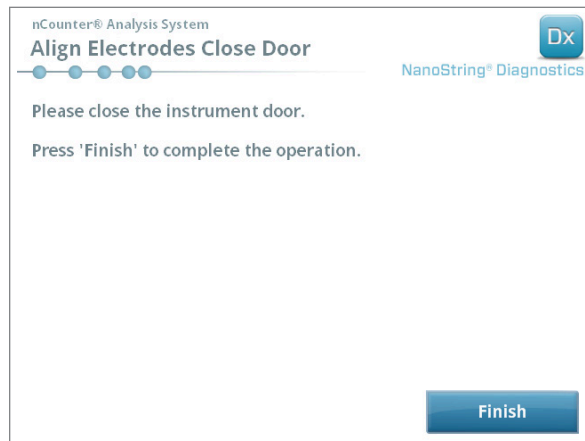 nCounter® Analysis System
Align Electrodes Close Door
Dx
NanoString® Diagnostics
Please close the instrument door.
Press 'Finish' to complete the operation.
Finish